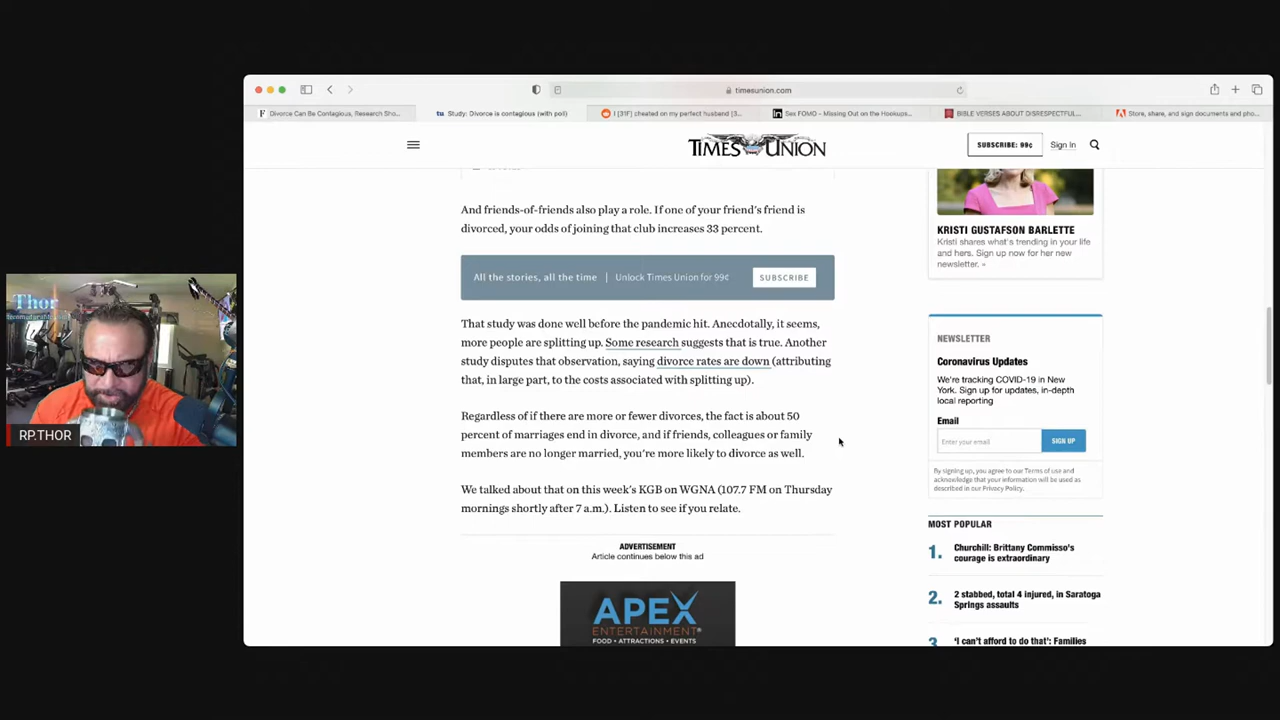 timesunion.com
Divorce Can Be Contagious, Research Sho...
tu Study: Divorce is contagious (with poll)
I [31F] cheated on my perfect husband [3...
Sex FOMO – Missing Out on the Hookups...
BIBLE VERSES ABOUT DISRESPECTFUL...
Store, share, and sign documents and pho...
TIMES UNION
SUBSCRIBE: 99¢
Sign In
And friends-of-friends also play a role. If one of your friend's friend is
divorced, your odds of joining that club increases 33 percent.
All the stories, all the time | Unlock Times Union for 99¢ SUBSCRIBE
That study was done well before the pandemic hit. Anecdotally, it seems,
more people are splitting up. Some research suggests that is true. Another
study disputes that observation, saying divorce rates are down (attributing
that, in large part, to the costs associated with splitting up).
Regardless of if there are more or fewer divorces, the fact is about 50
percent of marriages end in divorce, and if friends, colleagues or family
members are no longer married, you're more likely to divorce as well.
We talked about that on this week's KGB on WGNA (107.7 FM on Thursday
mornings shortly after 7 a.m.). Listen to see if you relate.
ADVERTISEMENT
Article continues below this ad
APEX
ENTERTAINMENT
FOOD • ATTRACTIONS • EVENTS
KRISTI GUSTAFSON BARLETTE
Kristi shares what's trending in your life
and hers. Sign up now for her new
newsletter. »
NEWSLETTER
Coronavirus Updates
We're tracking COVID-19 in New
York. Sign up for updates, in-depth
local reporting
Email
Enter your email
SIGN UP
By signing up, you agree to our Terms of use and
acknowledge that your information will be used as
described in our Privacy Policy.
MOST POPULAR
1. Churchill: Brittany Commisso's
courage is extraordinary
2. 2 stabbed, total 4 injured, in Saratoga
Springs assaults
3. 'I can't afford to do that': Families
Thor
RP.THOR